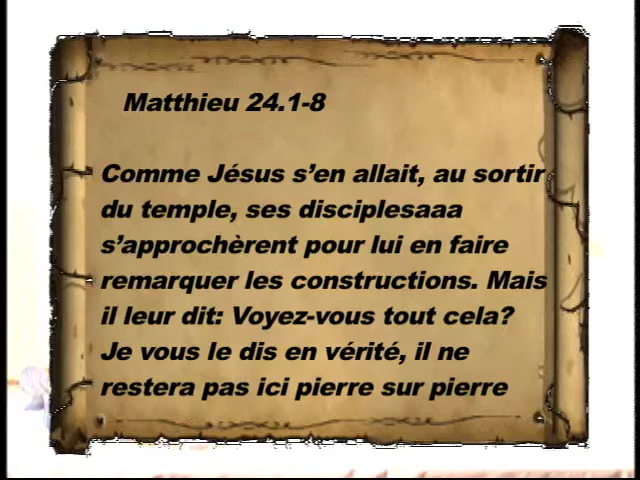 Matthieu 24.1-8
Comme Jésus s'en allait, au sortir
du temple, ses disciplesaaa
s'approchèrent pour lui en faire
remarquer les constructions. Mais
il leur dit: Voyez-vous tout cela?
Je vous le dis en vérité, il ne
restera pas ici pierre sur pierre